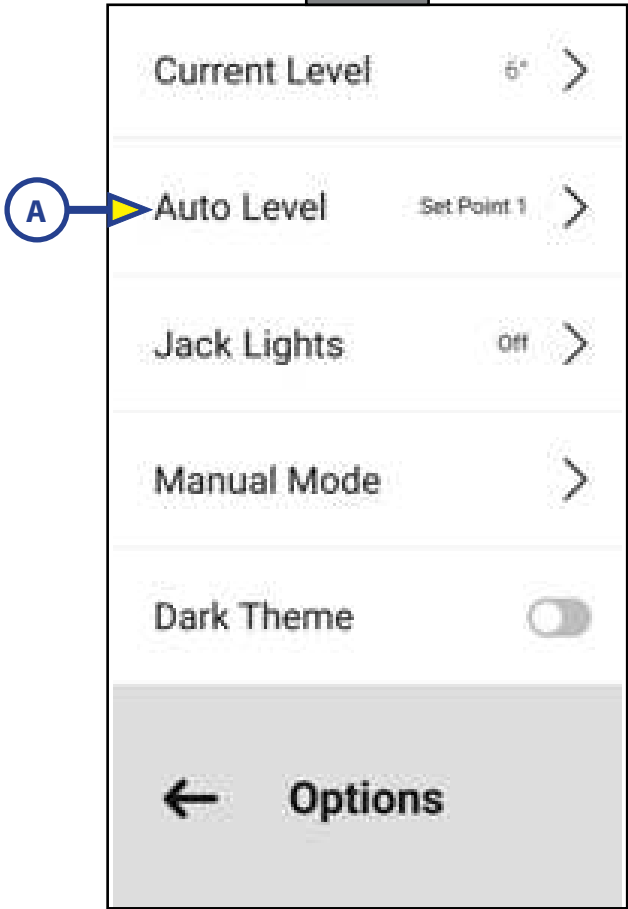 Current Level 6°
A Auto Level Set Point 1
Jack Lights Off
Manual Mode
Dark Theme
Options